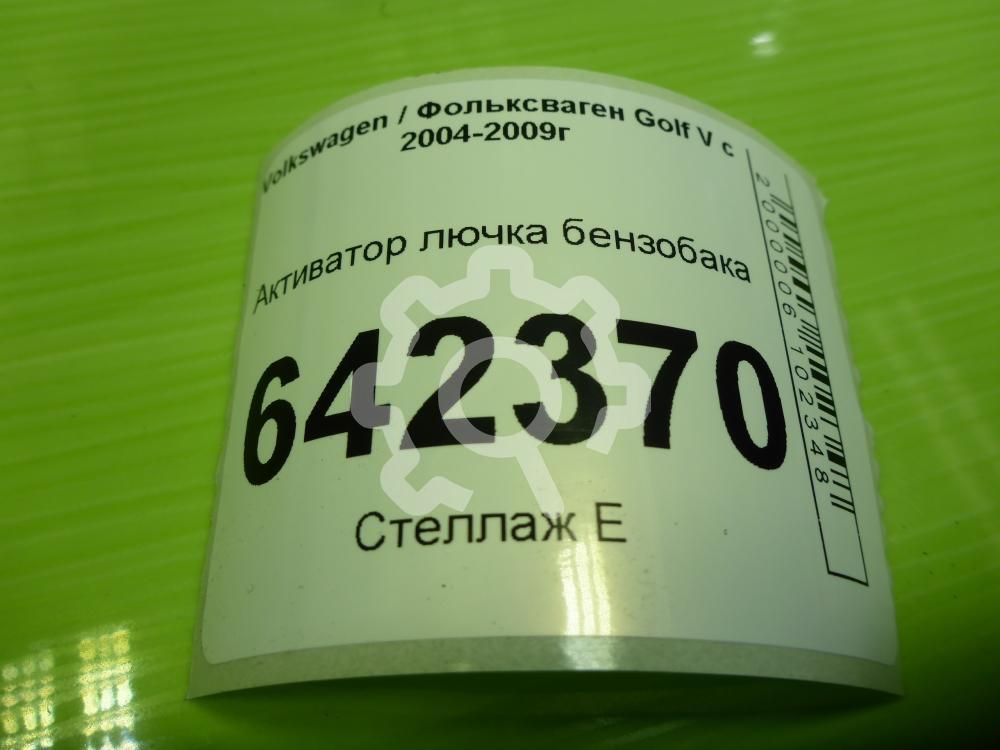 Volkswagen / Фольксваген Golf V с
2004-2009г
Активатор лючка бензобака
642370
Стеллаж Е
2000006102348